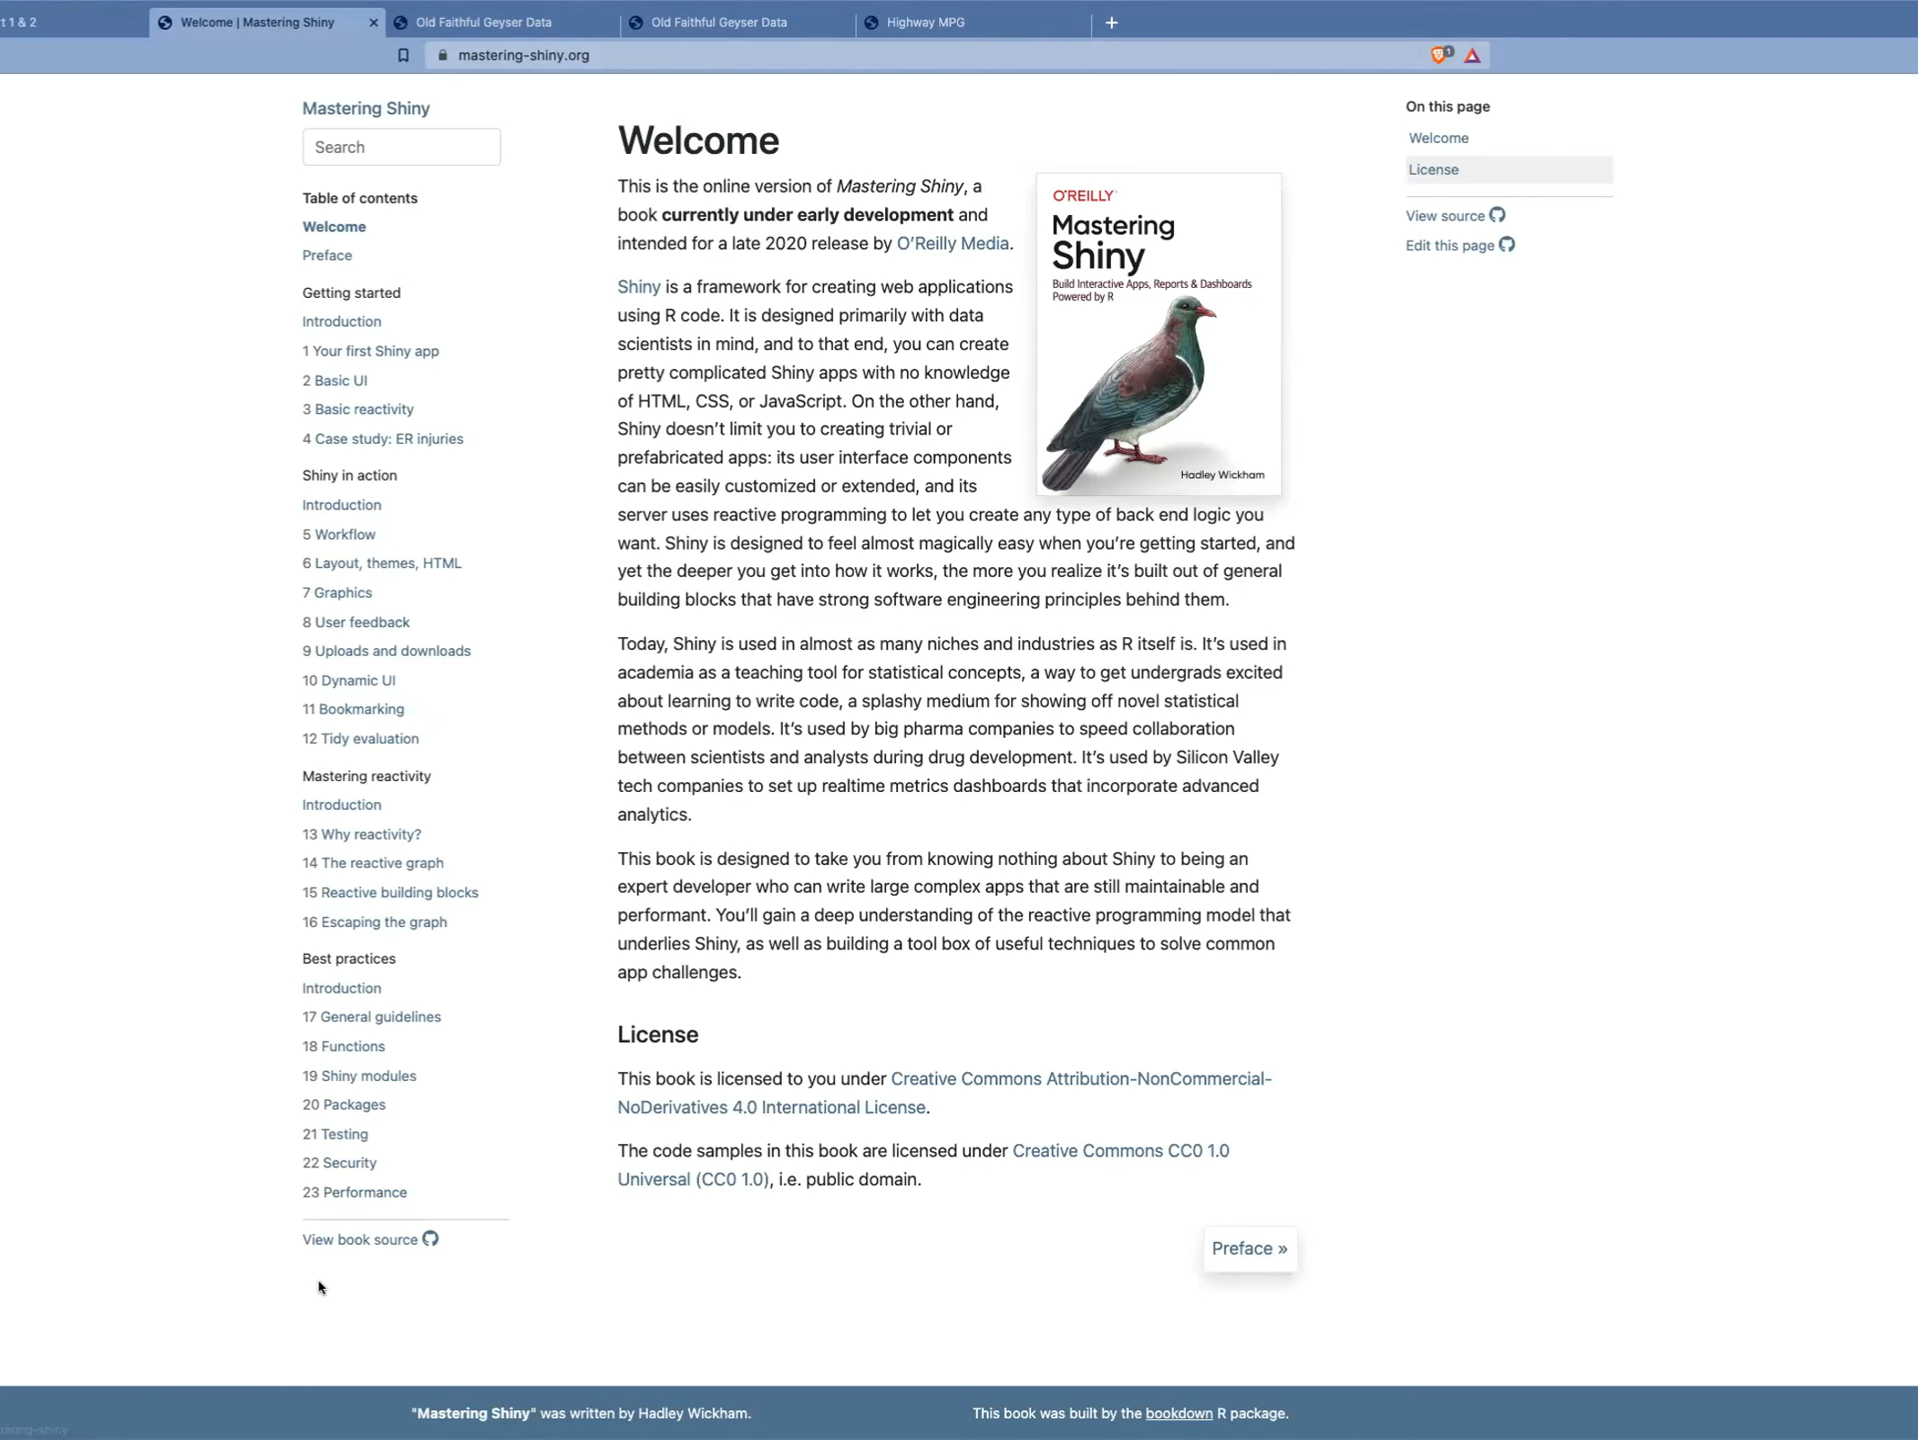 t 1 & 2
Welcome | Mastering Shiny
Old Faithful Geyser Data
Old Faithful Geyser Data
Highway MPG
mastering-shiny.org
1
Mastering Shiny
Search
Table of contents
Welcome
Preface
Getting started
Introduction
1 Your first Shiny app
2 Basic UI
3 Basic reactivity
4 Case study: ER injuries
Shiny in action
Introduction
5 Workflow
6 Layout, themes, HTML
7 Graphics
8 User feedback
9 Uploads and downloads
10 Dynamic UI
11 Bookmarking
12 Tidy evaluation
Mastering reactivity
Introduction
13 Why reactivity?
14 The reactive graph
15 Reactive building blocks
16 Escaping the graph
Best practices
Introduction
17 General guidelines
18 Functions
19 Shiny modules
20 Packages
21 Testing
22 Security
23 Performance
View book source
Welcome
This is the online version of Mastering Shiny, a
book currently under early development and
intended for a late 2020 release by O’Reilly Media.
Shiny is a framework for creating web applications
using R code. It is designed primarily with data
scientists in mind, and to that end, you can create
pretty complicated Shiny apps with no knowledge
of HTML, CSS, or JavaScript. On the other hand,
Shiny doesn’t limit you to creating trivial or
prefabricated apps: its user interface components
can be easily customized or extended, and its
server uses reactive programming to let you create any type of back end logic you
want. Shiny is designed to feel almost magically easy when you’re getting started, and
yet the deeper you get into how it works, the more you realize it’s built out of general
building blocks that have strong software engineering principles behind them.
O'REILLY
Mastering
Shiny
Build Interactive Apps, Reports & Dashboards
Powered by R
Hadley Wickham
Today, Shiny is used in almost as many niches and industries as R itself is. It’s used in
academia as a teaching tool for statistical concepts, a way to get undergrads excited
about learning to write code, a splashy medium for showing off novel statistical
methods or models. It’s used by big pharma companies to speed collaboration
between scientists and analysts during drug development. It’s used by Silicon Valley
tech companies to set up realtime metrics dashboards that incorporate advanced
analytics.
This book is designed to take you from knowing nothing about Shiny to being an
expert developer who can write large complex apps that are still maintainable and
performant. You’ll gain a deep understanding of the reactive programming model that
underlies Shiny, as well as building a tool box of useful techniques to solve common
app challenges.
License
This book is licensed to you under Creative Commons Attribution-NonCommercial-
NoDerivatives 4.0 International License.
The code samples in this book are licensed under Creative Commons CC0 1.0
Universal (CC0 1.0), i.e. public domain.
Preface »
On this page
Welcome
License
View source
Edit this page
"Mastering Shiny" was written by Hadley Wickham.
This book was built by the bookdown R package.